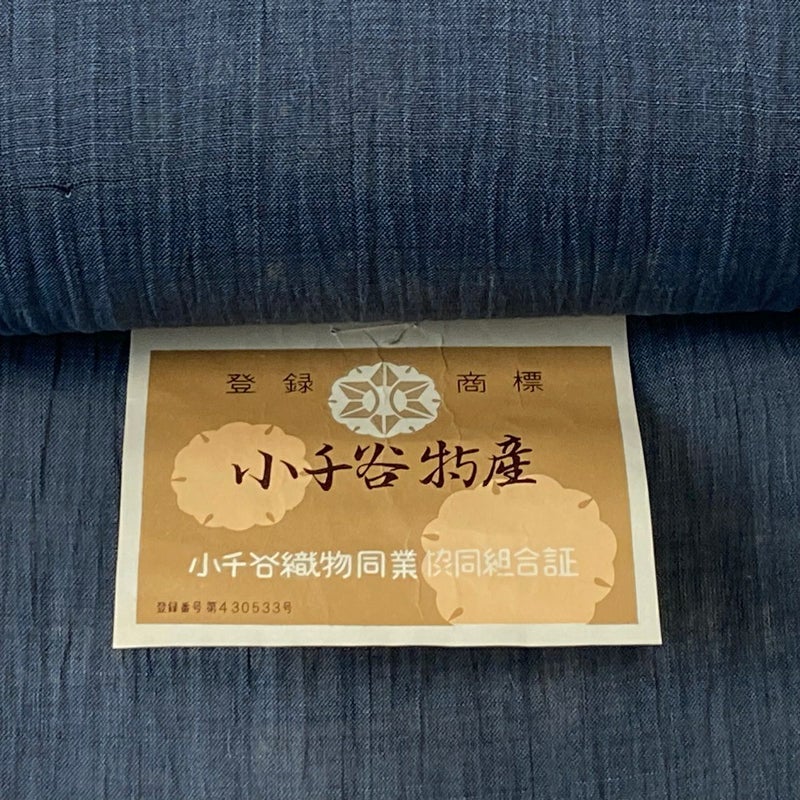 登録 商標
小千谷特産
小千谷織物同業協同組合証
登録番号第430533号